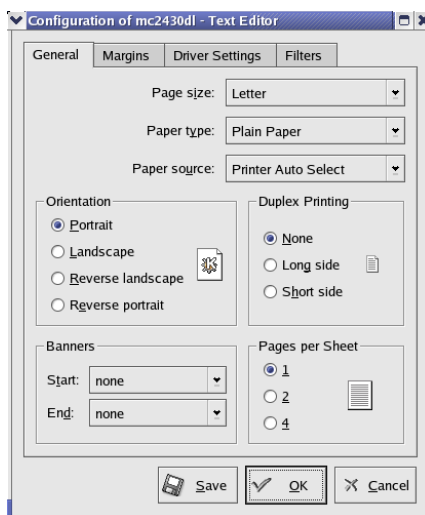 Configuration of mc2430dl - Text Editor
General Margins Driver Settings Filters
Page size: Letter
Paper type: Plain Paper
Paper source: Printer Auto Select
Orientation
Portrait
Landscape
Reverse landscape
Reverse portrait
Duplex Printing
None
Long side
Short side
Banners
Start: none
End: none
Pages per Sheet
1
2
4
Save OK Cancel